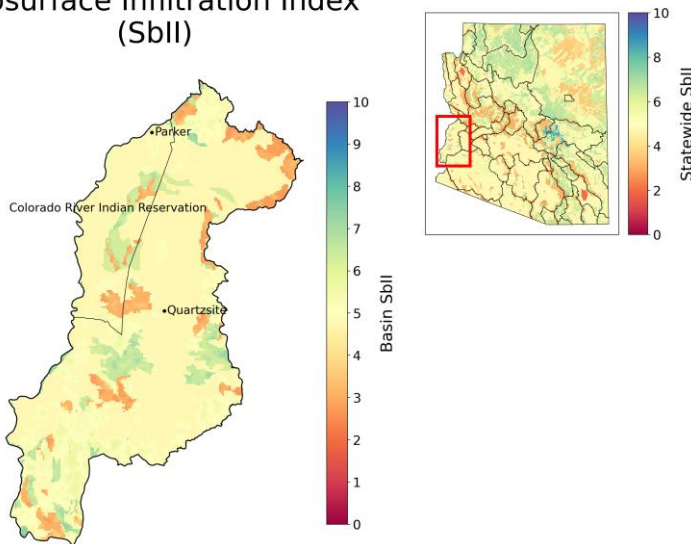 osurface Infiltration Index
(SbII)
Parker
Colorado River Indian Reservation
Quartzsite
10
9
8
7
6
5
4
3
2
1
0
Basin SbII
10
8
6
4
2
0
Statewide SbII